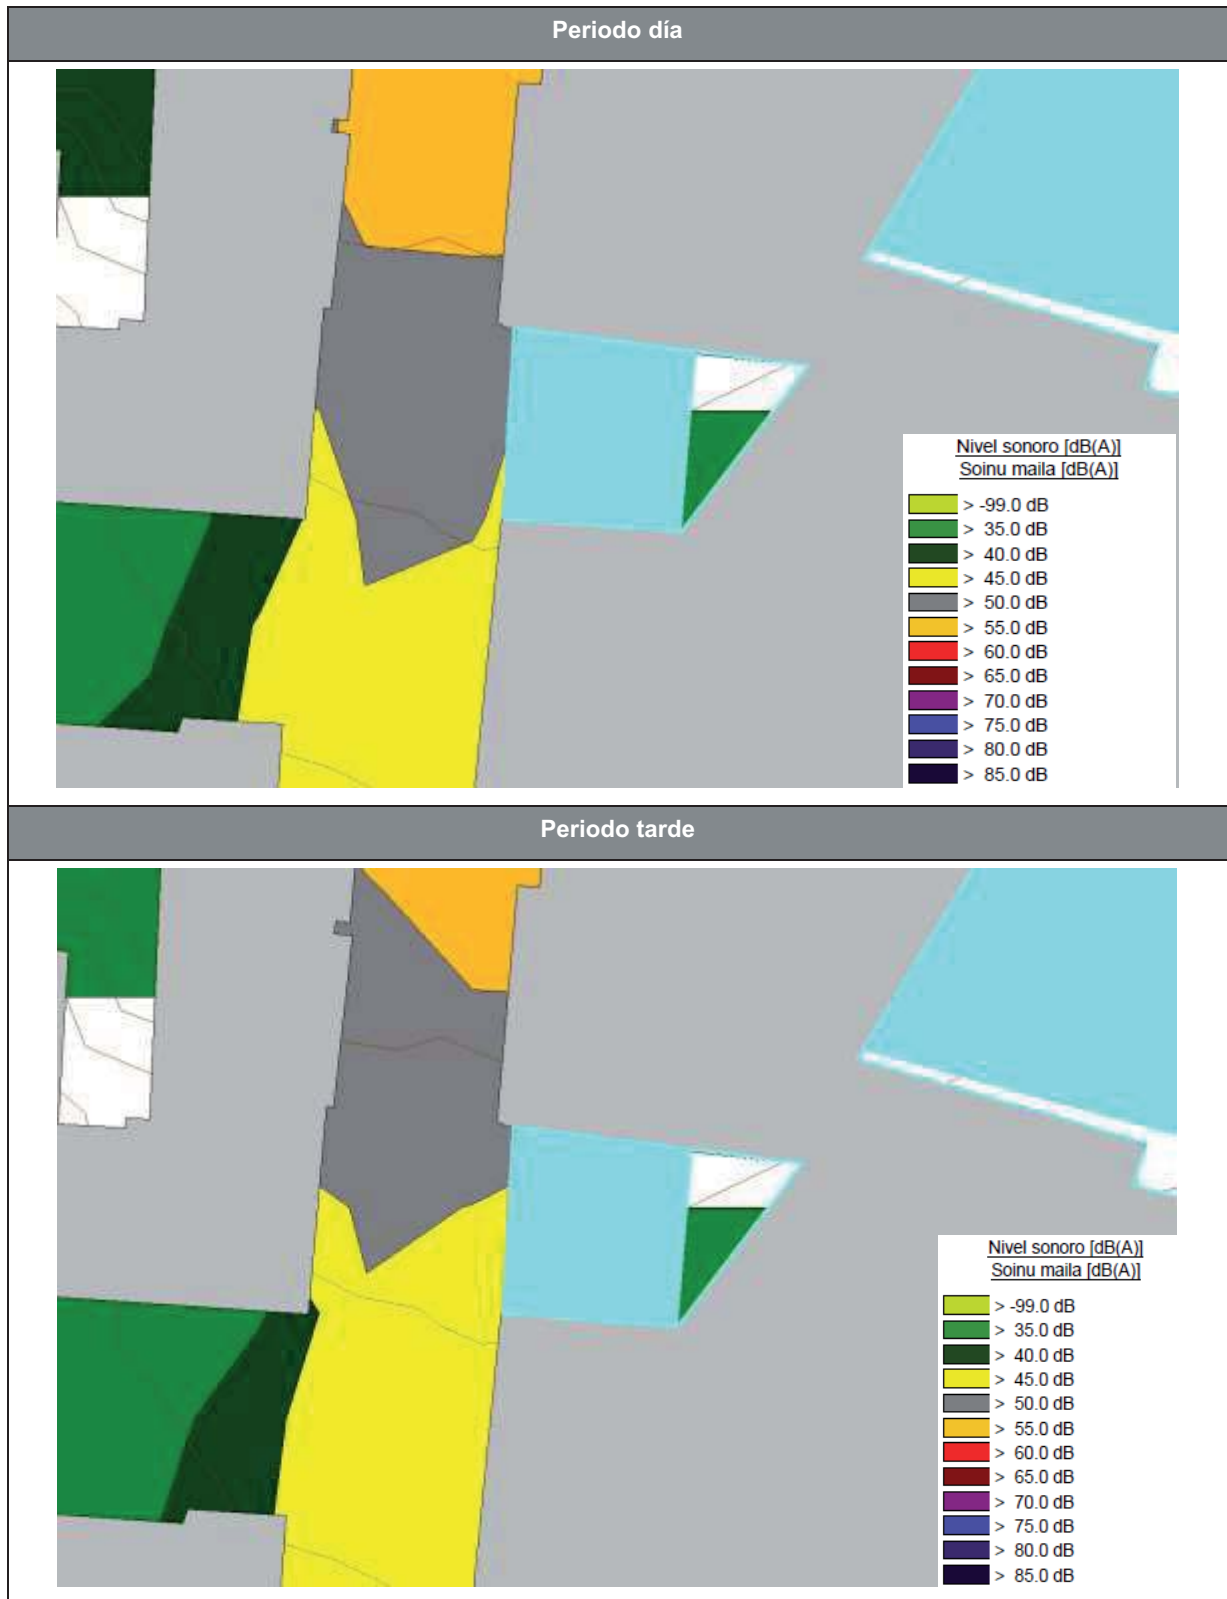 Periodo día
Nivel sonoro [dB(A)]
Soinu maila [dB(A)]
> -99.0 dB
> 35.0 dB
> 40.0 dB
> 45.0 dB
> 50.0 dB
> 55.0 dB
> 60.0 dB
> 65.0 dB
> 70.0 dB
> 75.0 dB
> 80.0 dB
> 85.0 dB
Periodo tarde
Nivel sonoro [dB(A)]
Soinu maila [dB(A)]
> -99.0 dB
> 35.0 dB
> 40.0 dB
> 45.0 dB
> 50.0 dB
> 55.0 dB
> 60.0 dB
> 65.0 dB
> 70.0 dB
> 75.0 dB
> 80.0 dB
> 85.0 dB